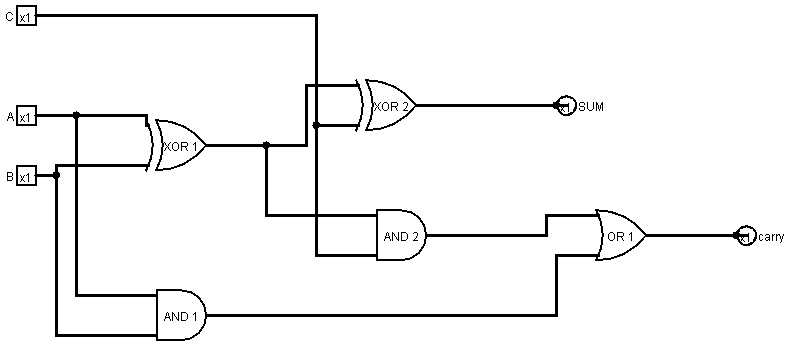 C x1
A x1
B x1
XOR 1
XOR 2
x1 SUM
AND 2
OR 1
x1 carry
AND 1